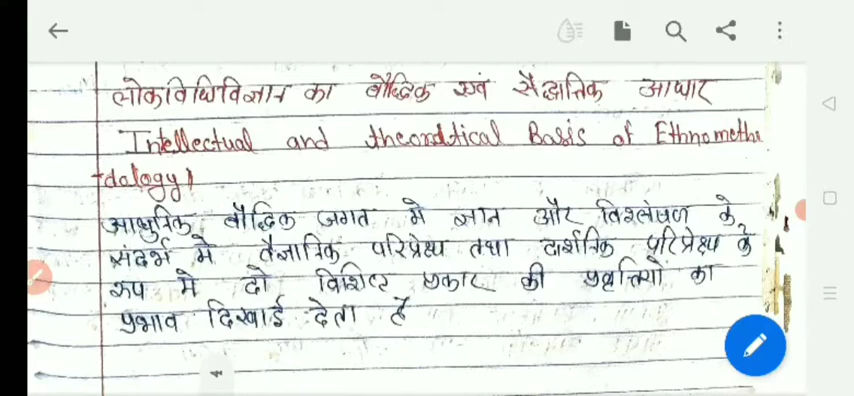 लोकविधिविज्ञान का बौद्धिक एवं सैद्धान्तिक आधार
Intellectual and theorditical Basis of Ethnometho
-dology)
आधुनिक बौद्धिक जगत मे ज्ञान और विश्लेषण के
संदर्भ मे वैज्ञानिक परिप्रेक्ष्य तथा दार्शनिक परिप्रेक्ष्य के
रूप मे दो विशिष्ट प्रकार की प्रवृत्तियों का
प्रभाव दिखाई देता है